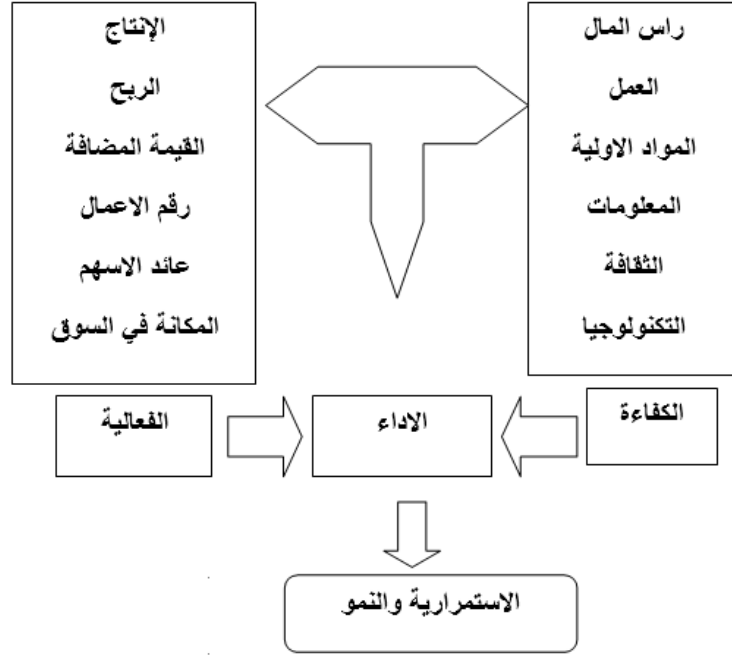 راس المال
العمل
المواد الاولية
المعلومات
الثقافة
التكنولوجيا
الإنتاج
الربح
القيمة المضافة
رقم الاعمال
عائد الاسهم
المكانة في السوق
الكفاءة
الاداء
الفعالية
الاستمرارية والنمو